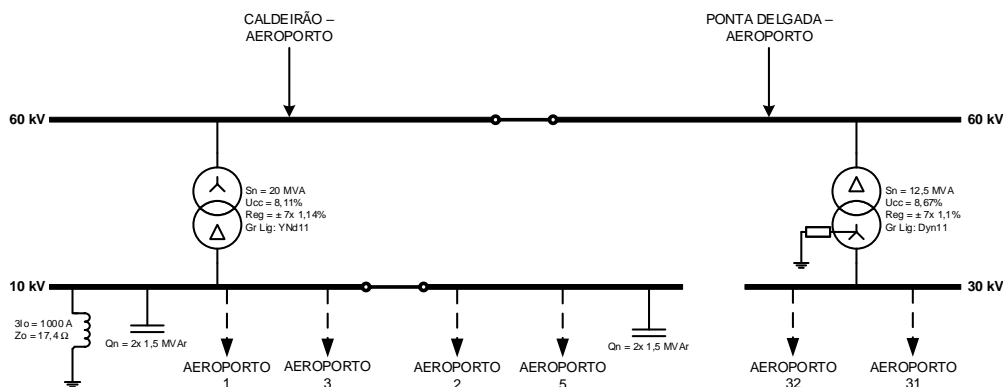 CALDEIRÃO –
AEROPORTO
PONTA DELGADA –
AEROPORTO
60 kV
60 kV
Sn = 20 MVA
Ucc = 8,11%
Reg = ± 7x 1,14%
Gr Lig: YNd11
Sn = 12,5 MVA
Ucc = 8,67%
Reg = ± 7x 1,1%
Gr Lig: Dyn11
10 kV
30 kV
3Io = 1000 A
Zo = 17,4 Ω
Qn = 2x 1,5 MVAr
Qn = 2x 1,5 MVAr
AEROPORTO
1
AEROPORTO
3
AEROPORTO
2
AEROPORTO
5
AEROPORTO
32
AEROPORTO
31